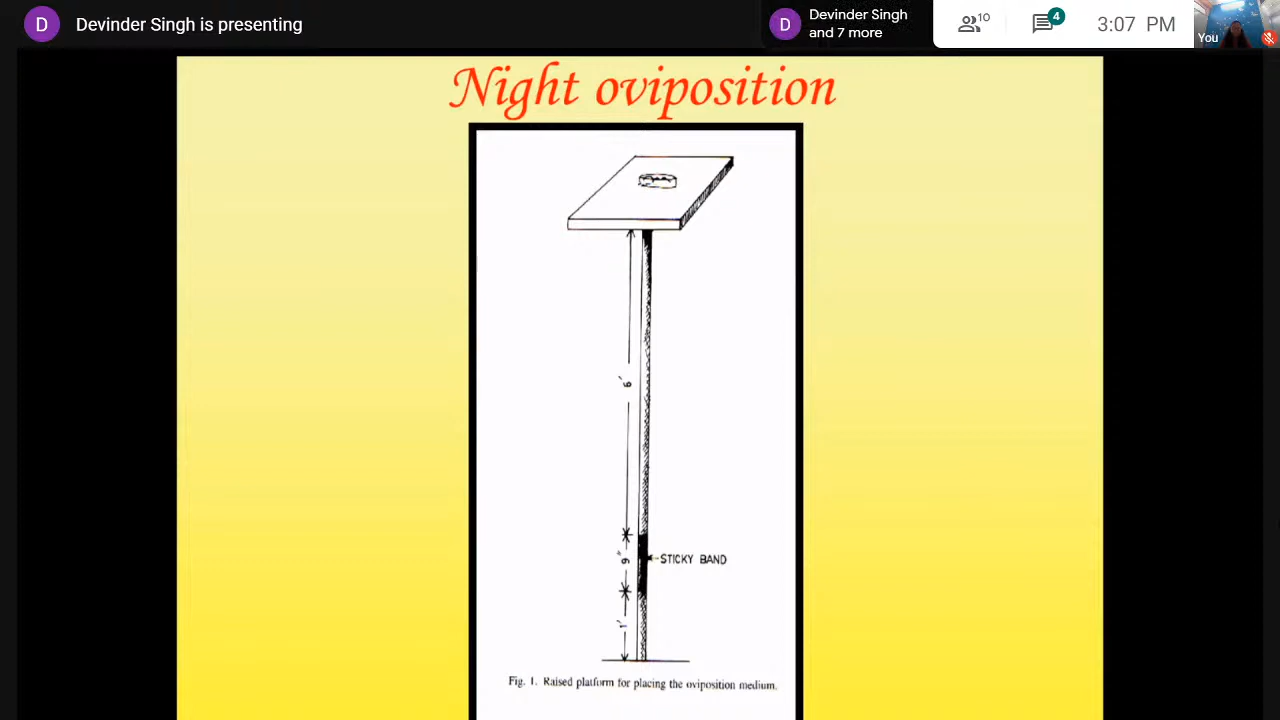 D
Devinder Singh is presenting
D
Devinder Singh
and 7 more
10
4
3:07 PM
You
Night oviposition
6'
9"
STICKY BAND
1'
Fig. 1. Raised platform for placing the oviposition medium.